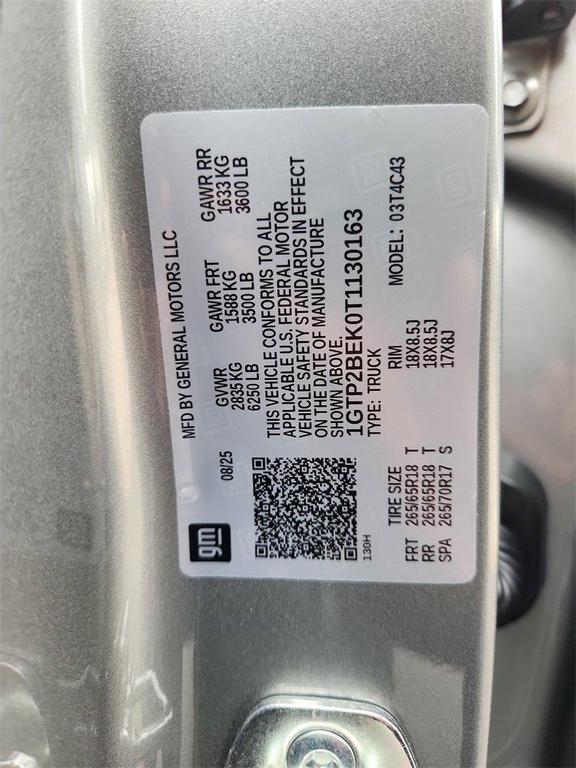 MFD BY GENERAL MOTORS LLC
08/25
GVWR GAWR FRT GAWR RR
2835 KG 1588 KG 1633 KG
6250 LB 3500 LB 3600 LB
gm
THIS VEHICLE CONFORMS TO ALL
APPLICABLE U.S. FEDERAL MOTOR
VEHICLE SAFETY STANDARDS IN EFFECT
ON THE DATE OF MANUFACTURE
SHOWN ABOVE.
1GTP2BEK0T1130163
TYPE: TRUCK
MODEL: 03T4C43
130H
TIRE SIZE RIM
FRT 265/65R18 T 18X8.5J
RR 265/65R18 T 18X8.5J
SPA 265/70R17 S 17X8J